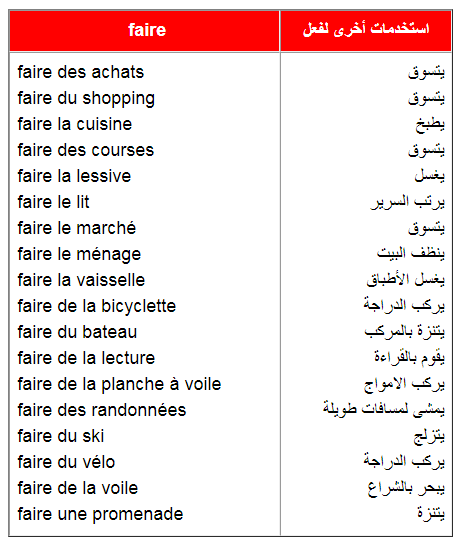 faire استخدمات أخرى لفعل
faire des achats يتسوق
faire du shopping يتسوق
faire la cuisine يطبخ
faire des courses يتسوق
faire la lessive يغسل
faire le lit يرتب السرير
faire le marché يتسوق
faire le ménage ينظف البيت
faire la vaisselle يغسل الأطباق
faire de la bicyclette يركب الدراجة
faire du bateau يتنزة بالمركب
faire de la lecture يقوم بالقراءة
faire de la planche à voile يركب الامواج
faire des randonnées يمشى لمسافات طويلة
faire du ski يتزلج
faire du vélo يركب الدراجة
faire de la voile يبحر بالشراع
faire une promenade يتنزة